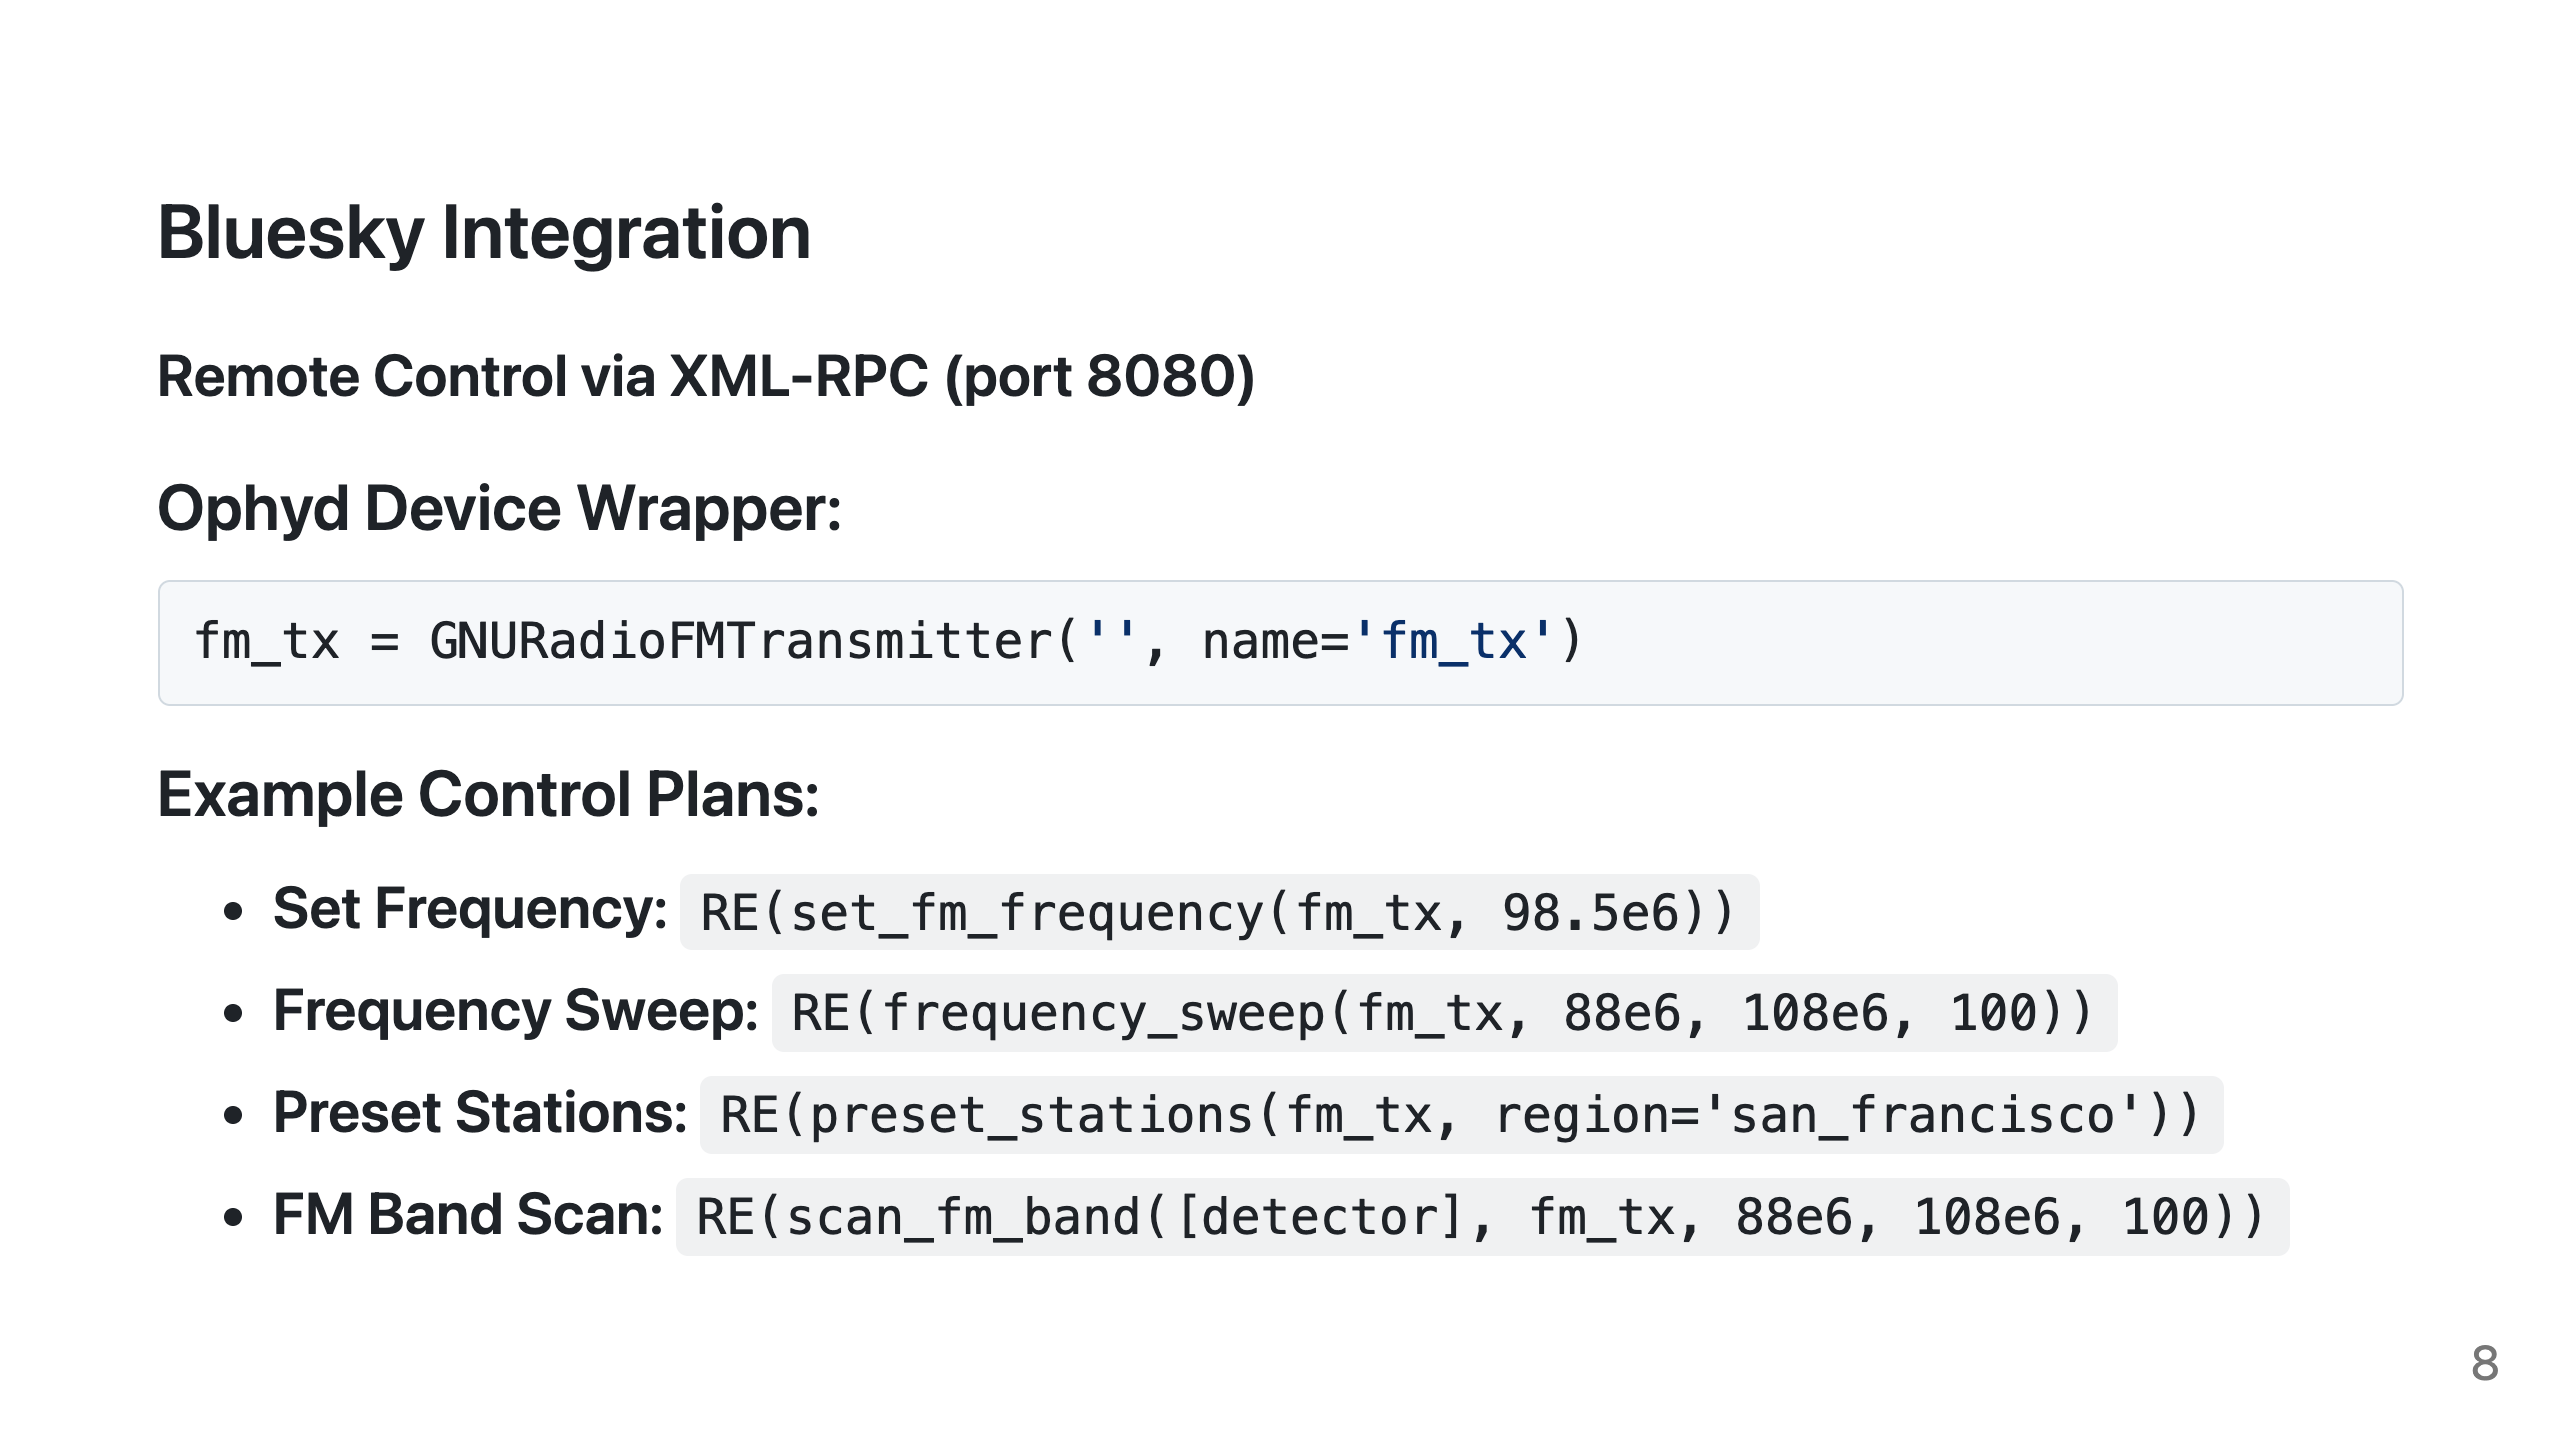 Bluesky Integration
Remote Control via XML-RPC (port 8080)
Ophyd Device Wrapper:
fm_tx = GNURadioFMTransmitter('', name='fm_tx')
Example Control Plans:
• Set Frequency: RE(set_fm_frequency(fm_tx, 98.5e6))
• Frequency Sweep: RE(frequency_sweep(fm_tx, 88e6, 108e6, 100))
• Preset Stations: RE(preset_stations(fm_tx, region='san_francisco'))
• FM Band Scan: RE(scan_fm_band([detector], fm_tx, 88e6, 108e6, 100))
8